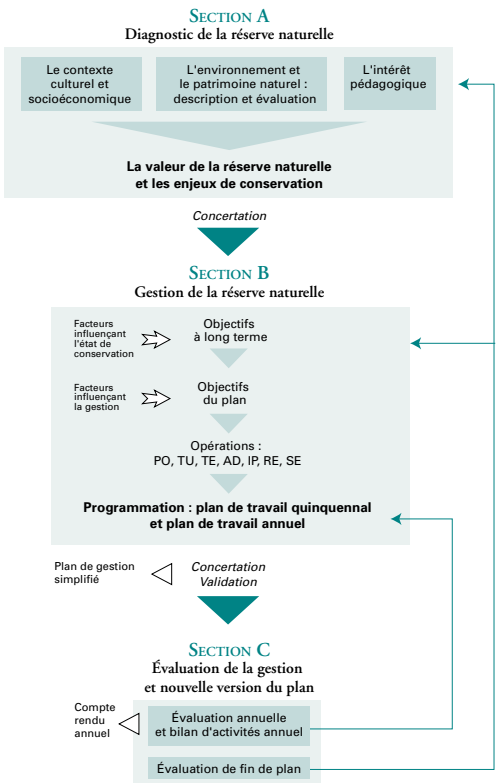 SECTION A
Diagnostic de la réserve naturelle
Le contexte
culturel et
socioéconomique
L'environnement et
le patrimoine naturel :
description et évaluation
L'intérêt
pédagogique
La valeur de la réserve naturelle
et les enjeux de conservation
Concertation
SECTION B
Gestion de la réserve naturelle
Facteurs
influençant
l'état de
conservation
Objectifs
à long terme
Facteurs
influençant
la gestion
Objectifs
du plan
Opérations :
PO, TU, TE, AD, IP, RE, SE
Programmation : plan de travail quinquennal
et plan de travail annuel
Plan de gestion
simplifié
Concertation
Validation
SECTION C
Évaluation de la gestion
et nouvelle version du plan
Compte
rendu
annuel
Évaluation annuelle
et bilan d'activités annuel
Évaluation de fin de plan